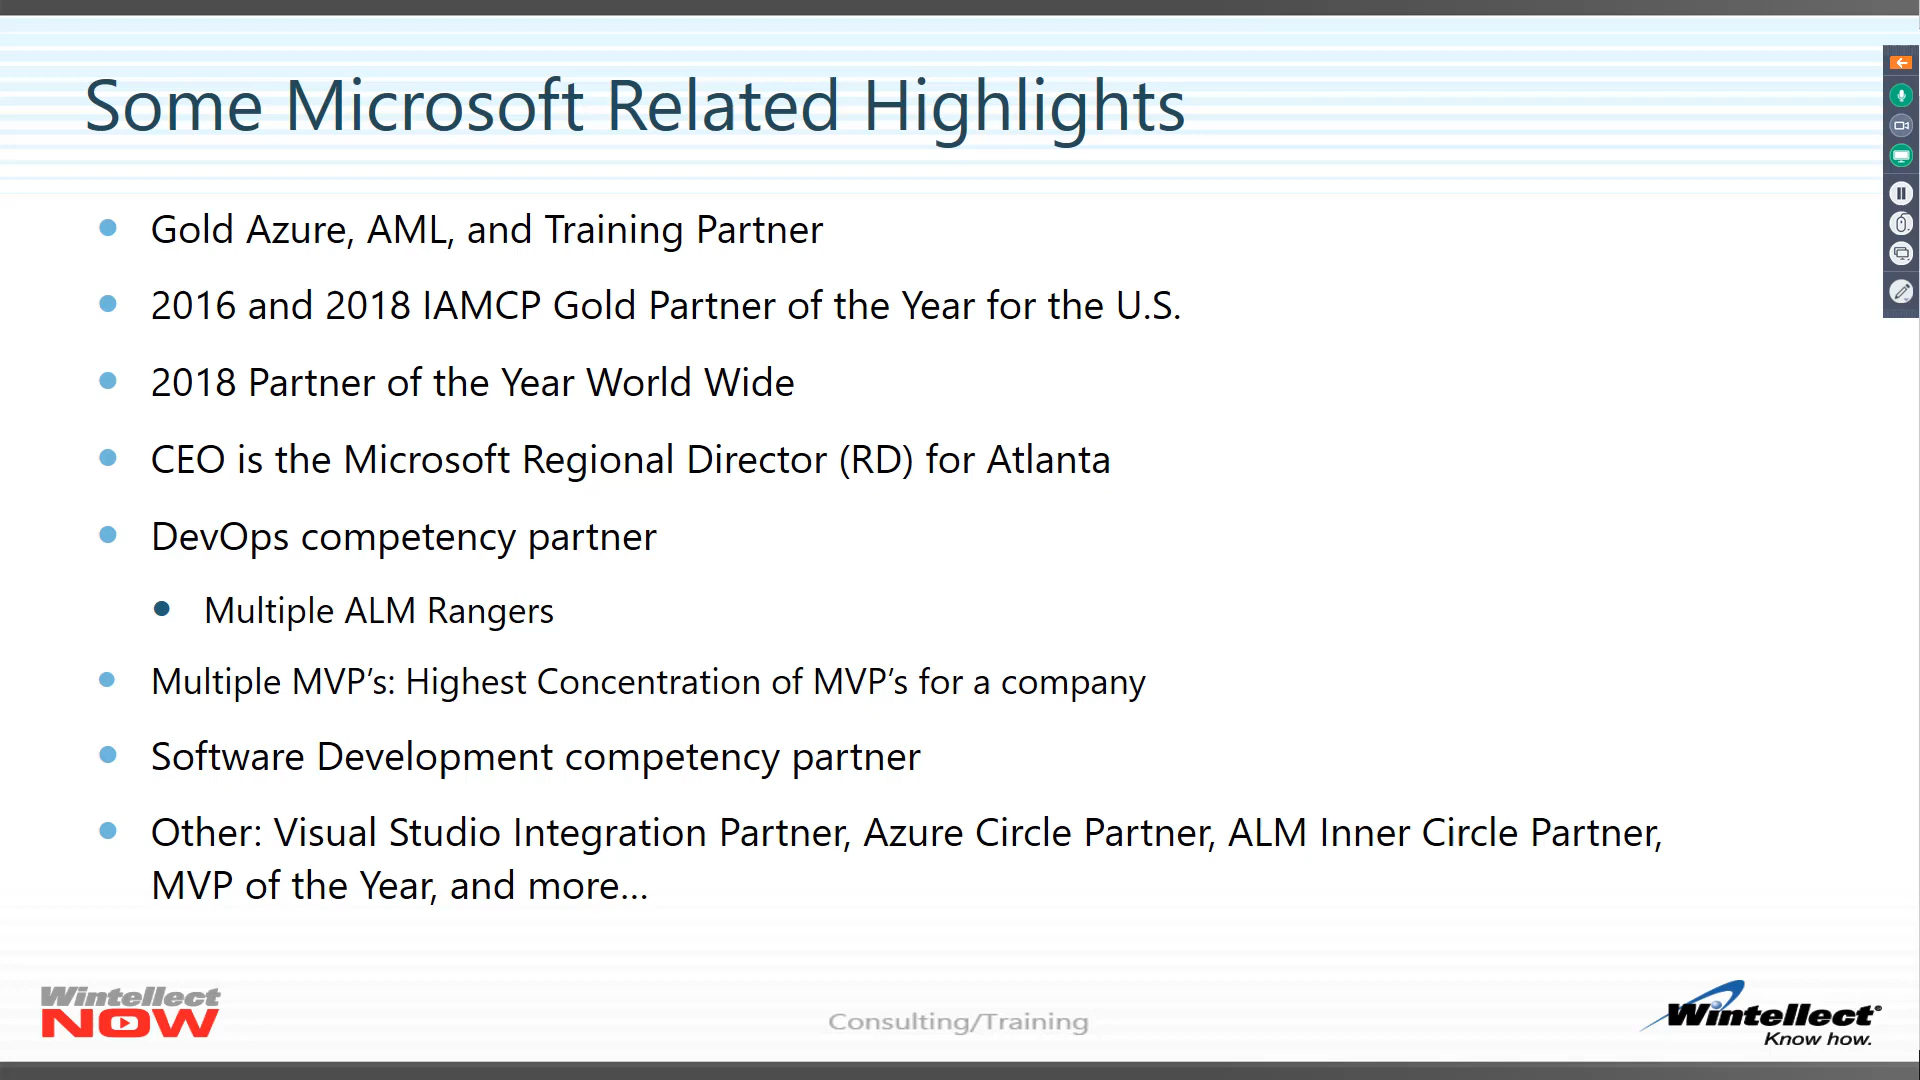 Some Microsoft Related Highlights
Gold Azure, AML, and Training Partner
2016 and 2018 IAMCP Gold Partner of the Year for the U.S.
2018 Partner of the Year World Wide
CEO is the Microsoft Regional Director (RD) for Atlanta
DevOps competency partner
Multiple ALM Rangers
Multiple MVP’s: Highest Concentration of MVP’s for a company
Software Development competency partner
Other: Visual Studio Integration Partner, Azure Circle Partner, ALM Inner Circle Partner,
MVP of the Year, and more…
Wintellect
NOW
Consulting/Training
Wintellect®
Know how.